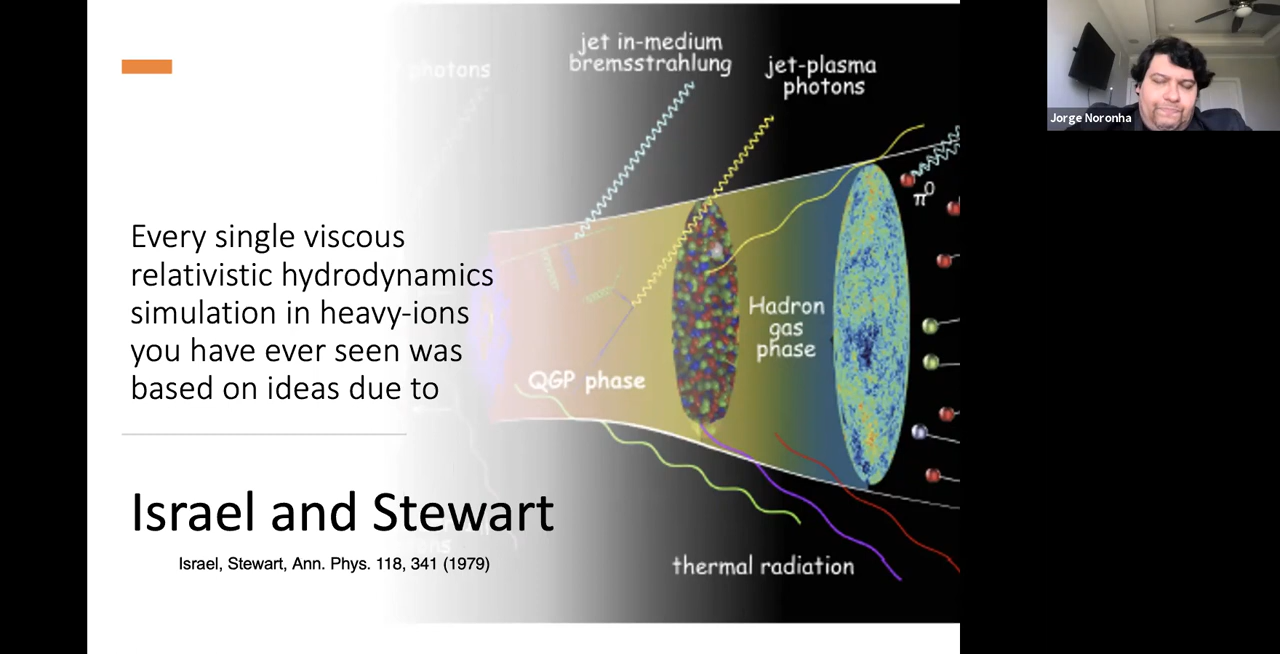 photons
jet in-medium
bremsstrahlung
jet-plasma
photons
Jorge Noronha
π⁰
Every single viscous
relativistic hydrodynamics
simulation in heavy-ions
you have ever seen was
based on ideas due to
Hadron
gas
phase
QGP phase
Israel and Stewart
Israel, Stewart, Ann. Phys. 118, 341 (1979)
thermal radiation